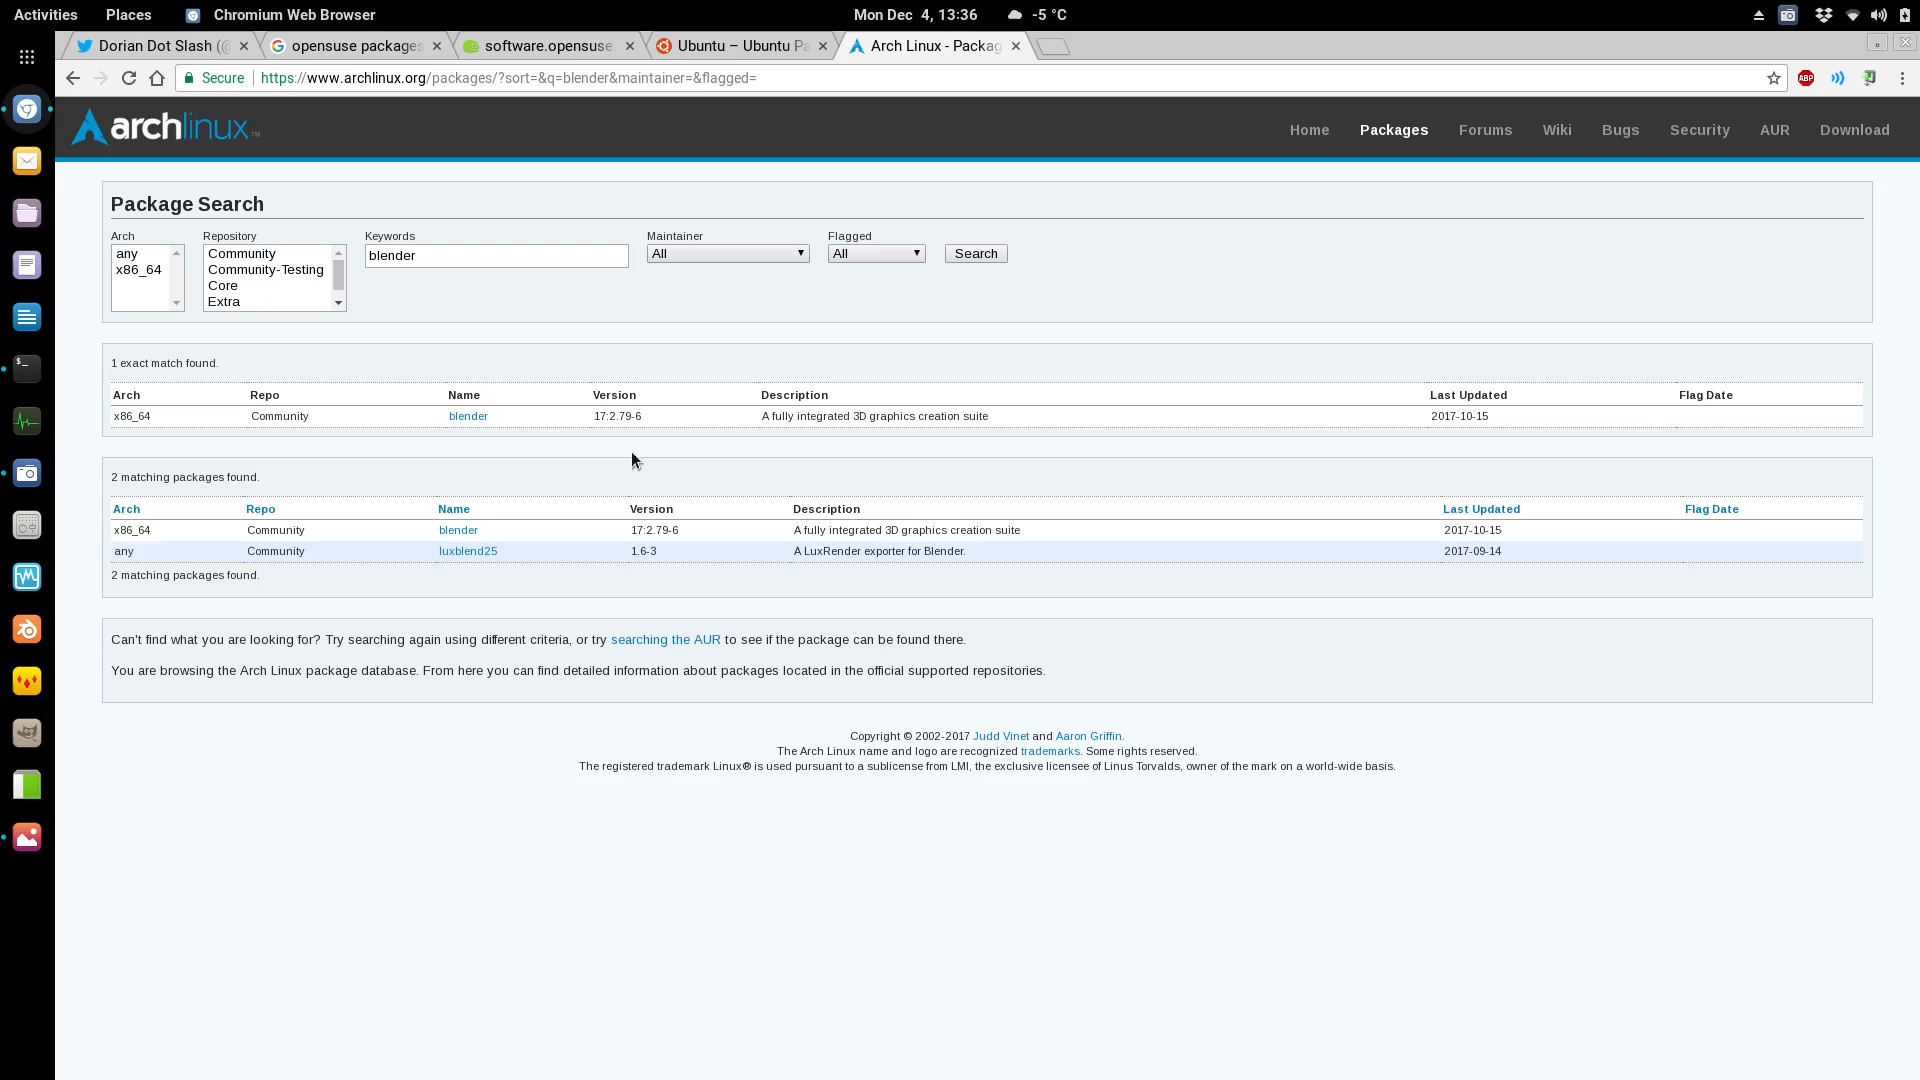 Activities Places Chromium Web Browser Mon Dec 4, 13:36 -5 °C
Dorian Dot Slash (@ opensuse packages software.opensuse Ubuntu – Ubuntu Pa Arch Linux - Packag
Secure https://www.archlinux.org/packages/?sort=&q=blender&maintainer=&flagged= ABP
archlinux™ Home Packages Forums Wiki Bugs Security AUR Download
Package Search
Arch Repository Keywords Maintainer Flagged
any Community blender All All Search
x86_64 Community-Testing
Core
Extra
1 exact match found.
Arch Repo Name Version Description Last Updated Flag Date
x86_64 Community blender 17:2.79-6 A fully integrated 3D graphics creation suite 2017-10-15
2 matching packages found.
Arch Repo Name Version Description Last Updated Flag Date
x86_64 Community blender 17:2.79-6 A fully integrated 3D graphics creation suite 2017-10-15
any Community luxblend25 1.6-3 A LuxRender exporter for Blender. 2017-09-14
2 matching packages found.
Can't find what you are looking for? Try searching again using different criteria, or try searching the AUR to see if the package can be found there.
You are browsing the Arch Linux package database. From here you can find detailed information about packages located in the official supported repositories.
Copyright © 2002-2017 Judd Vinet and Aaron Griffin.
The Arch Linux name and logo are recognized trademarks. Some rights reserved.
The registered trademark Linux® is used pursuant to a sublicense from LMI, the exclusive licensee of Linus Torvalds, owner of the mark on a world-wide basis.